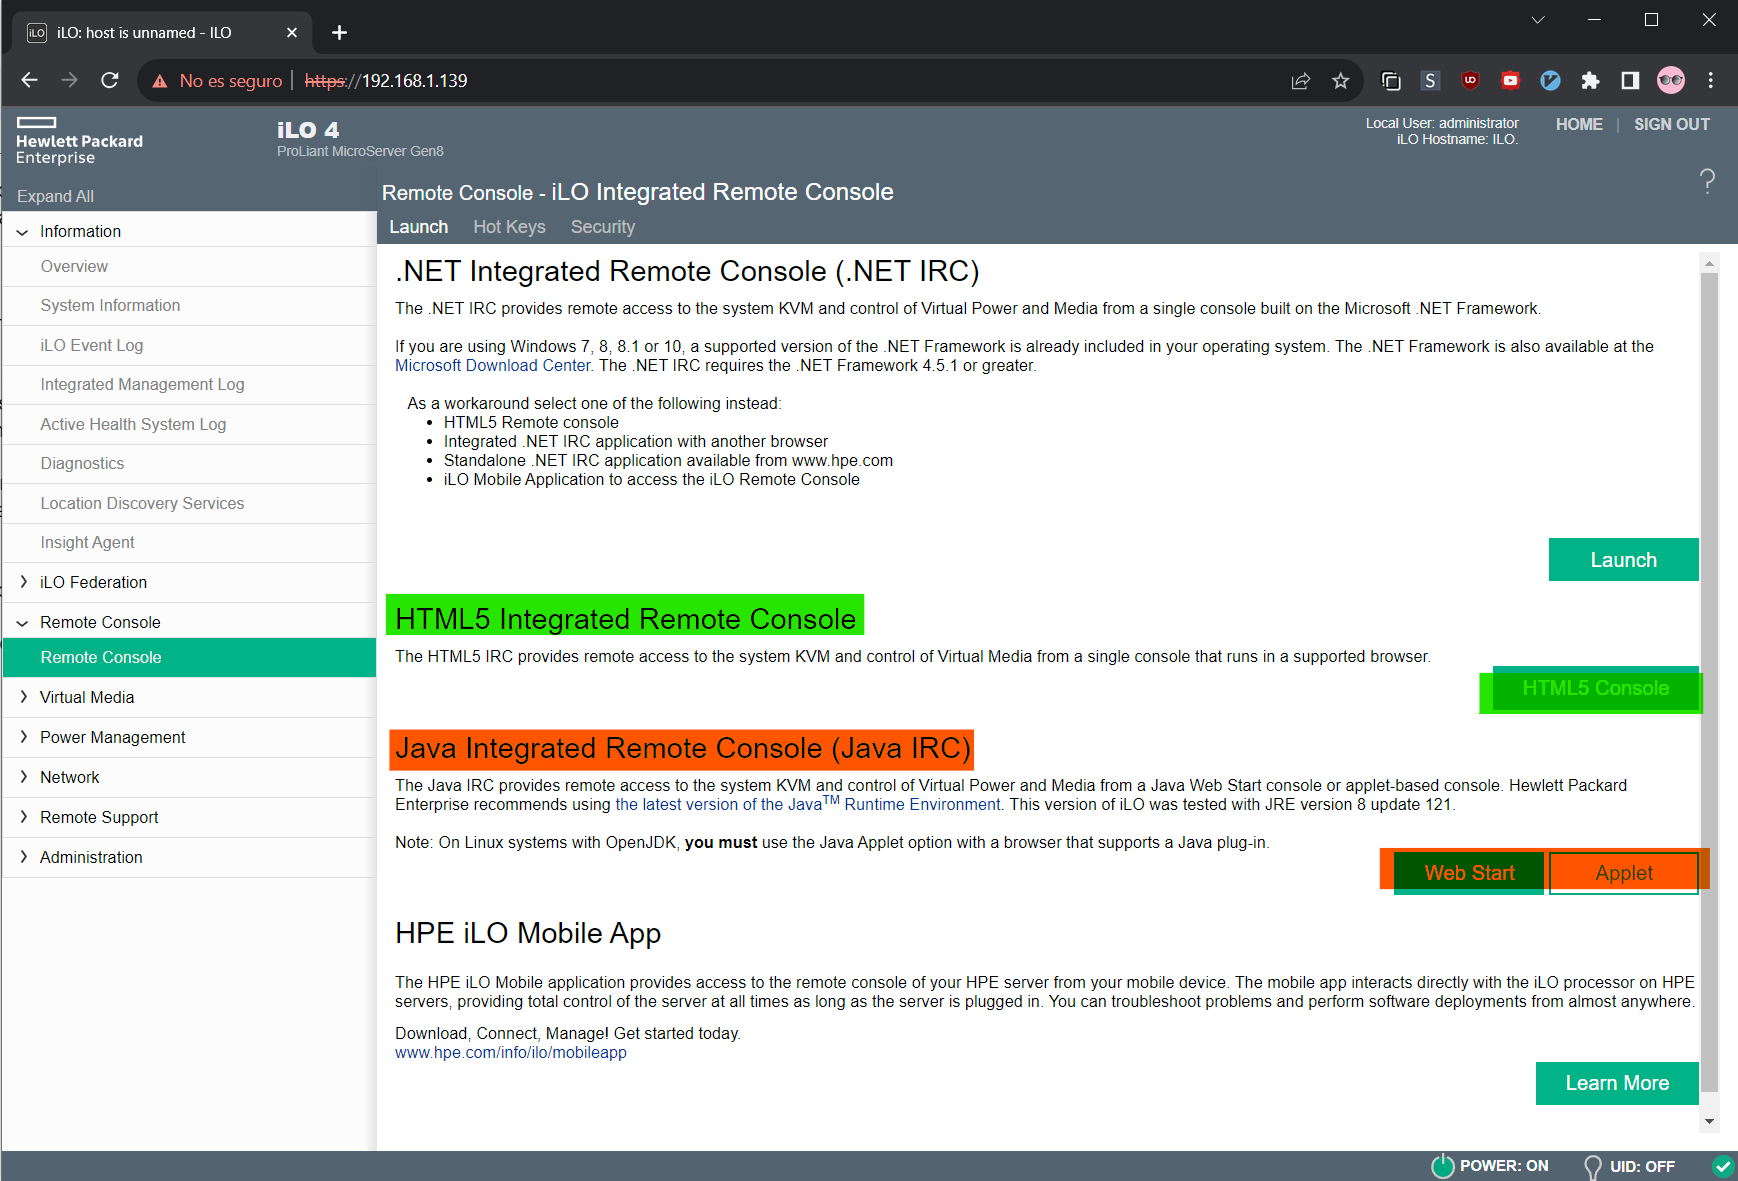 iLO
iLO: host is unnamed - ILO
No es seguro | https://192.168.1.139
S
Hewlett Packard
Enterprise
iLO 4
ProLiant MicroServer Gen8
Local User: administrator
iLO Hostname: ILO.
HOME | SIGN OUT
Expand All
Remote Console - iLO Integrated Remote Console
?
Launch Hot Keys Security
Information
Overview
System Information
iLO Event Log
Integrated Management Log
Active Health System Log
Diagnostics
Location Discovery Services
Insight Agent
iLO Federation
Remote Console
Remote Console
Virtual Media
Power Management
Network
Remote Support
Administration
.NET Integrated Remote Console (.NET IRC)
The .NET IRC provides remote access to the system KVM and control of Virtual Power and Media from a single console built on the Microsoft .NET Framework.
If you are using Windows 7, 8, 8.1 or 10, a supported version of the .NET Framework is already included in your operating system. The .NET Framework is also available at the
Microsoft Download Center. The .NET IRC requires the .NET Framework 4.5.1 or greater.
As a workaround select one of the following instead:
• HTML5 Remote console
• Integrated .NET IRC application with another browser
• Standalone .NET IRC application available from www.hpe.com
• iLO Mobile Application to access the iLO Remote Console
Launch
HTML5 Integrated Remote Console
The HTML5 IRC provides remote access to the system KVM and control of Virtual Media from a single console that runs in a supported browser.
HTML5 Console
Java Integrated Remote Console (Java IRC)
The Java IRC provides remote access to the system KVM and control of Virtual Power and Media from a Java Web Start console or applet-based console. Hewlett Packard
Enterprise recommends using the latest version of the Java™ Runtime Environment. This version of iLO was tested with JRE version 8 update 121.
Note: On Linux systems with OpenJDK, you must use the Java Applet option with a browser that supports a Java plug-in.
Web Start Applet
HPE iLO Mobile App
The HPE iLO Mobile application provides access to the remote console of your HPE server from your mobile device. The mobile app interacts directly with the iLO processor on HPE
servers, providing total control of the server at all times as long as the server is plugged in. You can troubleshoot problems and perform software deployments from almost anywhere.
Download, Connect, Manage! Get started today.
www.hpe.com/info/ilo/mobileapp
Learn More
POWER: ON UID: OFF